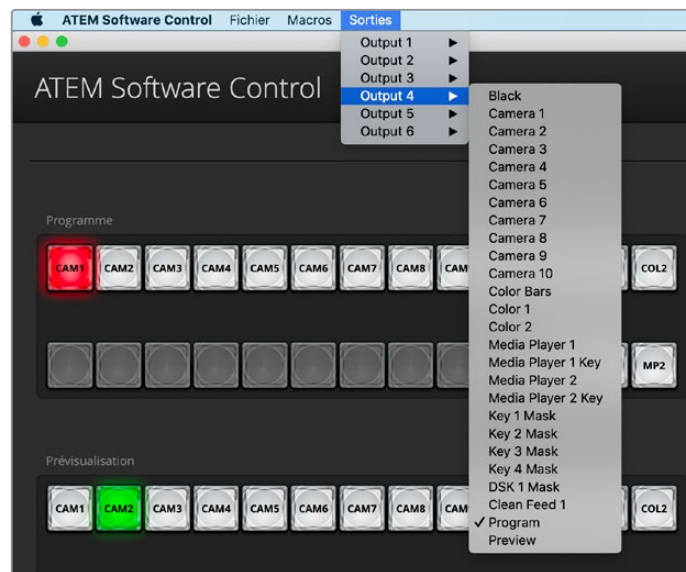 ATEM Software Control Fichier Macros Sorties
Output 1
Output 2
Output 3
Output 4
Output 5
Output 6
ATEM Software Control
Black
Camera 1
Camera 2
Camera 3
Camera 4
Camera 5
Camera 6
Camera 7
Camera 8
Camera 9
Camera 10
Color Bars
Color 1
Color 2
Media Player 1
Media Player 1 Key
Media Player 2
Media Player 2 Key
Key 1 Mask
Key 2 Mask
Key 3 Mask
Key 4 Mask
DSK 1 Mask
Clean Feed 1
✓ Program
Preview
Programme
CAM1 CAM2 CAM3 CAM4 CAM5 CAM6 CAM7 CAM8 CAM COL2
MP2
Prévisualisation
CAM1 CAM2 CAM3 CAM4 CAM5 CAM6 CAM7 CAM8 CAM COL2